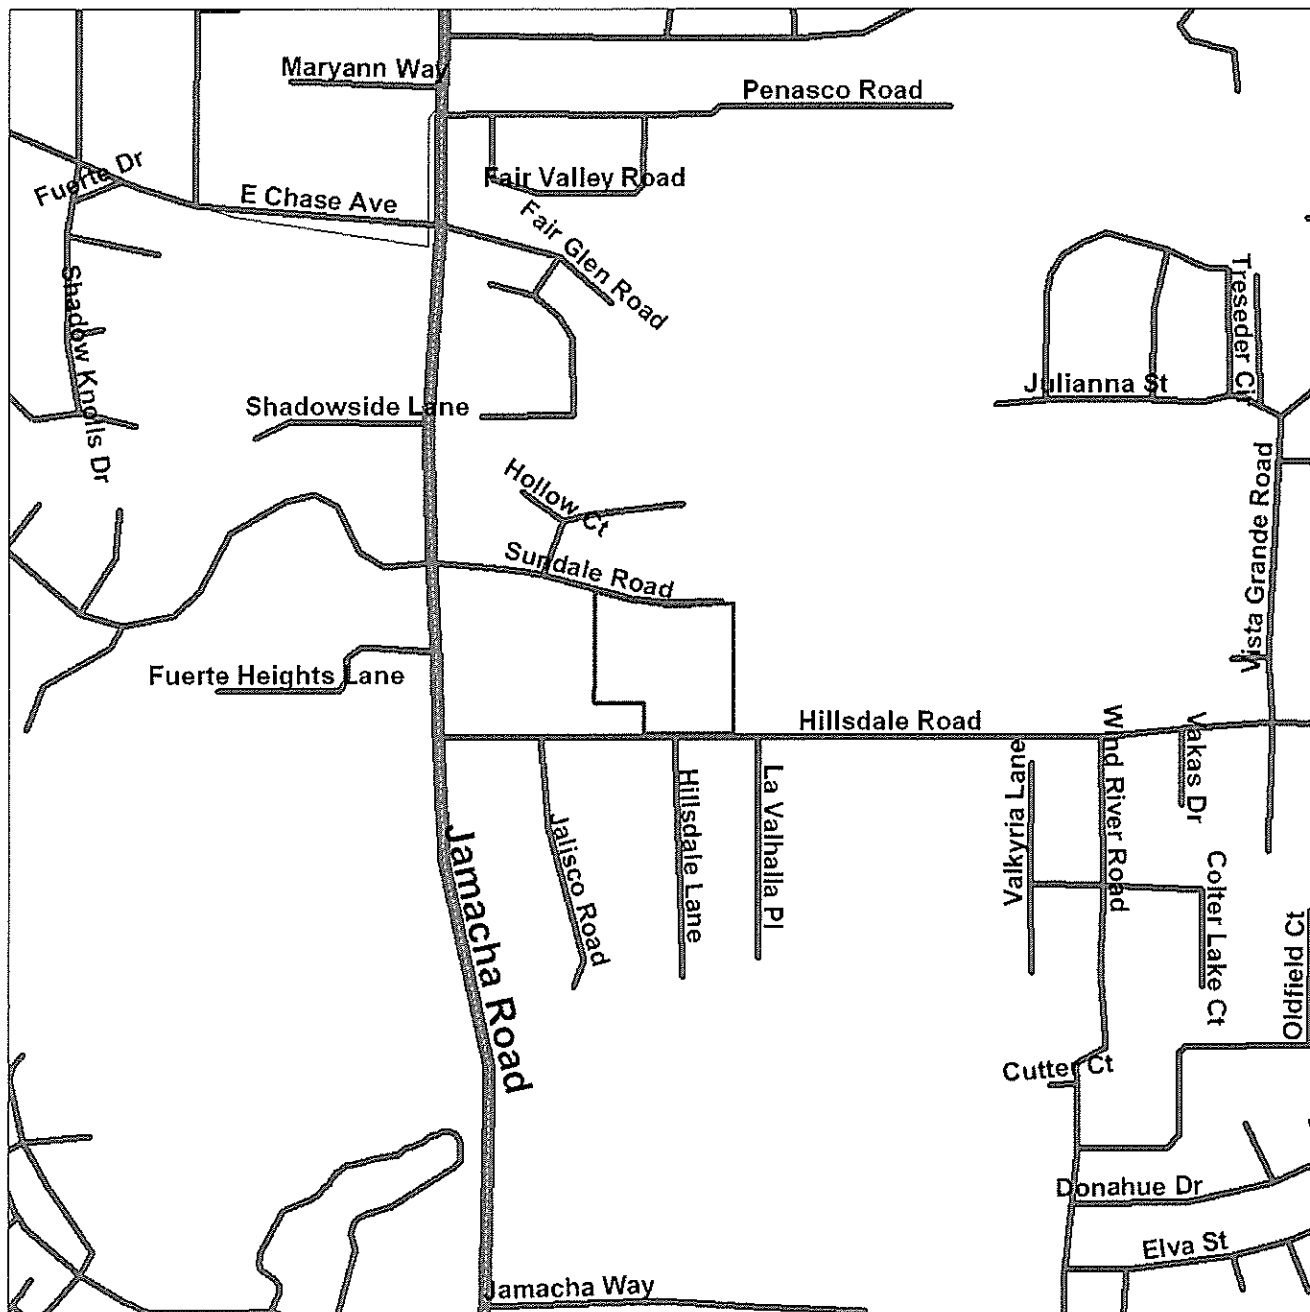 Maryann Way
Penasco Road
Fuerte Dr
Fair Valley Road
E Chase Ave
Fair Glen Road
Shadow Knolls Dr
Treseder Cir
Julianna St
Shadowside Lane
Hollow Ct
Vista Grande Road
Sundale Road
Fuerte Heights Lane
Hillsdale Road
Wind River Road
Vakas Dr
Valkyria Lane
Hillsdale Lane
La Valhalla Pl
Jalisco Road
Jamacha Road
Colter Lake Ct
Oldfield Ct
Cutter Ct
Donahue Dr
Elva St
Jamacha Way